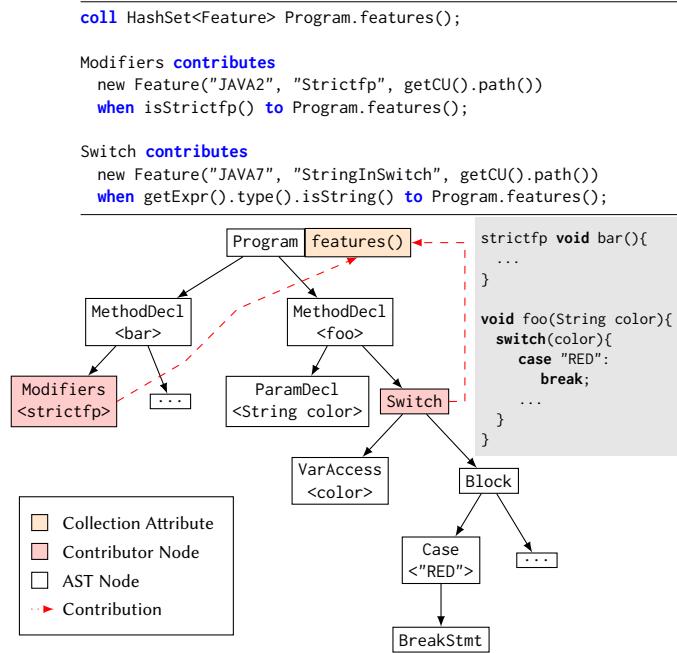 coll HashSet<Feature> Program.features();
Modifiers contributes
new Feature("JAVA2", "Strictfp", getCU().path())
when isStrictfp() to Program.features();
Switch contributes
new Feature("JAVA7", "StringInSwitch", getCU().path())
when getExpr().type().isString() to Program.features();
Program features()
strictfp void bar(){
...
}
void foo(String color){
switch(color){
case "RED":
break;
...
}
}
MethodDecl
<bar>
MethodDecl
<foo>
Modifiers
<strictfp>
...
ParamDecl
<String color>
Switch
VarAccess
<color>
Block
Case
<"RED">
...
BreakStmt
Collection Attribute
Contributor Node
AST Node
Contribution